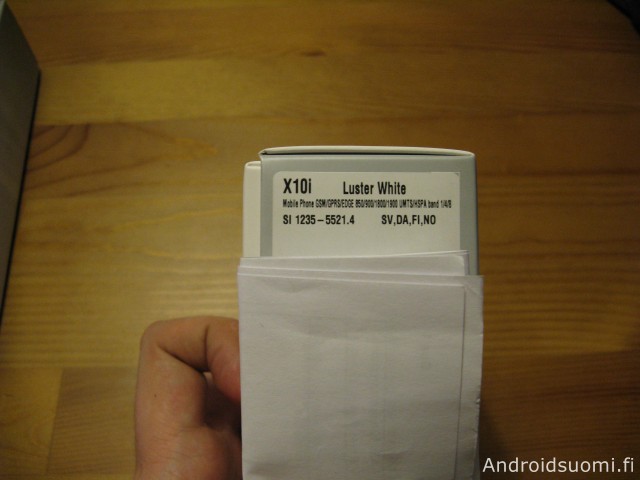 X10i Luster White
Mobile Phone GSM/GPRS/EDGE 850/900/1800/1900 UMTS/HSPA band 1/4/8
SI 1235-5521.4 SV,DA,FI,NO
Androidsuomi.fi